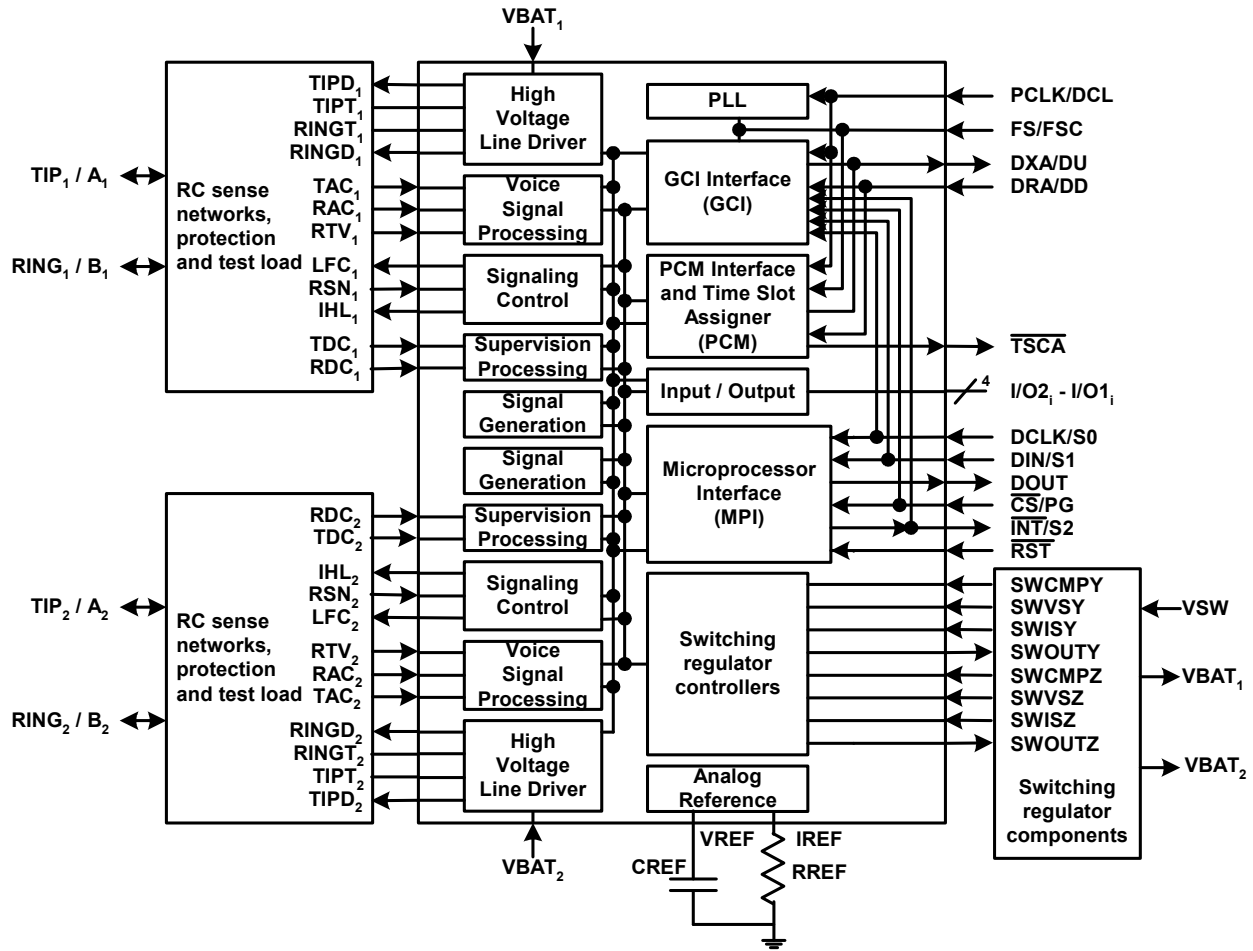 VBAT1
TIP1 / A1
RING1 / B1
RC sense
networks,
protection
and test load
TIPD1
TIPT1
RINGT1
RINGD1
TAC1
RAC1
RTV1
LFC1
RSN1
IHL1
TDC1
RDC1
High
Voltage
Line Driver
Voice
Signal
Processing
Signaling
Control
Supervision
Processing
Signal
Generation
Signal
Generation
Supervision
Processing
Signaling
Control
Voice
Signal
Processing
High
Voltage
Line Driver
TIP2 / A2
RING2 / B2
RC sense
networks,
protection
and test load
RDC2
TDC2
IHL2
RSN2
LFC2
RTV2
RAC2
TAC2
RINGD2
RINGT2
TIPT2
TIPD2
VBAT2
PLL
GCI Interface
(GCI)
PCM Interface
and Time Slot
Assigner
(PCM)
Input / Output
Microprocessor
Interface
(MPI)
Switching
regulator
controllers
Analog
Reference
VREF
IREF
CREF
RREF
PCLK/DCL
FS/FSC
DXA/DU
DRA/DD
TSCA
4
I/O2i - I/O1i
DCLK/S0
DIN/S1
DOUT
CS/PG
INT/S2
RST
SWCMPY
SWVSY
SWISY
SWOUTY
SWCMPZ
SWVSZ
SWISZ
SWOUTZ
Switching
regulator
components
VSW
VBAT1
VBAT2